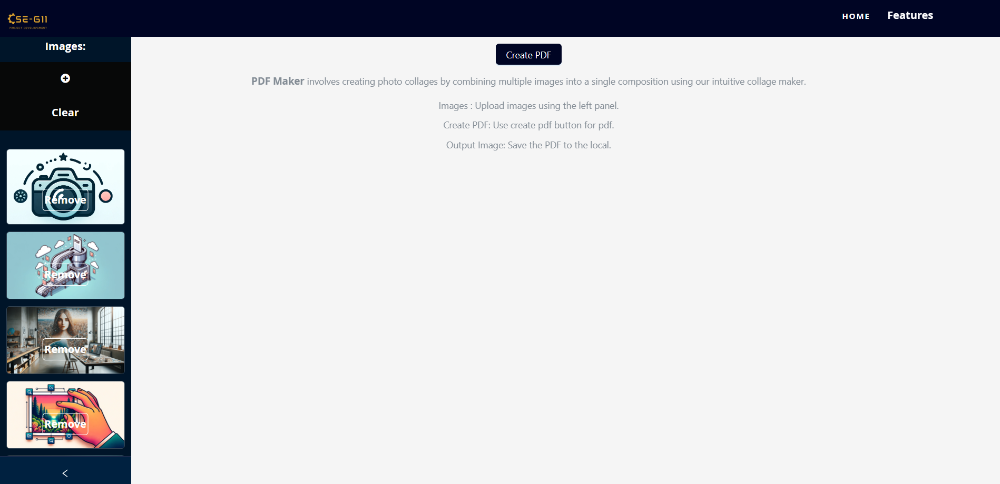 CSE-G11
PROJECT DEVELOPEMENT
HOME
Features
Images:
Clear
Remove
PDF
Remove
Remove
Remove
Create PDF
PDF Maker involves creating photo collages by combining multiple images into a single composition using our intuitive collage maker.
Images : Upload images using the left panel.
Create PDF: Use create pdf button for pdf.
Output Image: Save the PDF to the local.